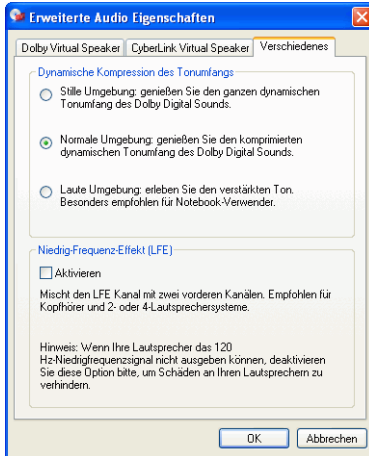 Erweiterte Audio Eigenschaften
Dolby Virtual Speaker CyberLink Virtual Speaker Verschiedenes
Dynamische Kompression des Tonumfangs
Stille Umgebung: genießen Sie den ganzen dynamischen
Tonumfang des Dolby Digital Sounds.
Normale Umgebung: genießen Sie den komprimierten
dynamischen Tonumfang des Dolby Digital Sounds.
Laute Umgebung: erleben Sie den verstärkten Ton.
Besonders empfohlen für Notebook-Verwender.
Niedrig-Frequenz-Effekt (LFE)
Aktivieren
Mischt den LFE Kanal mit zwei vorderen Kanälen. Empfohlen für
Kopfhörer und 2- oder 4-Lautsprechersysteme.
Hinweis: Wenn Ihre Lautsprecher das 120
Hz-Niedrigfrequenzsignal nicht ausgeben können, deaktivieren
Sie diese Option bitte, um Schäden an Ihren Lautsprechern zu
verhindern.
OK Abbrechen